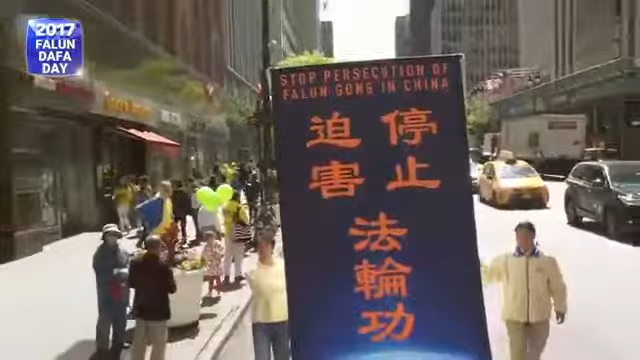 2017
FALUN
DAFA
DAY
STOP PERSECUTION OF
FALUN GONG IN CHINA
停止
迫害
法輪功